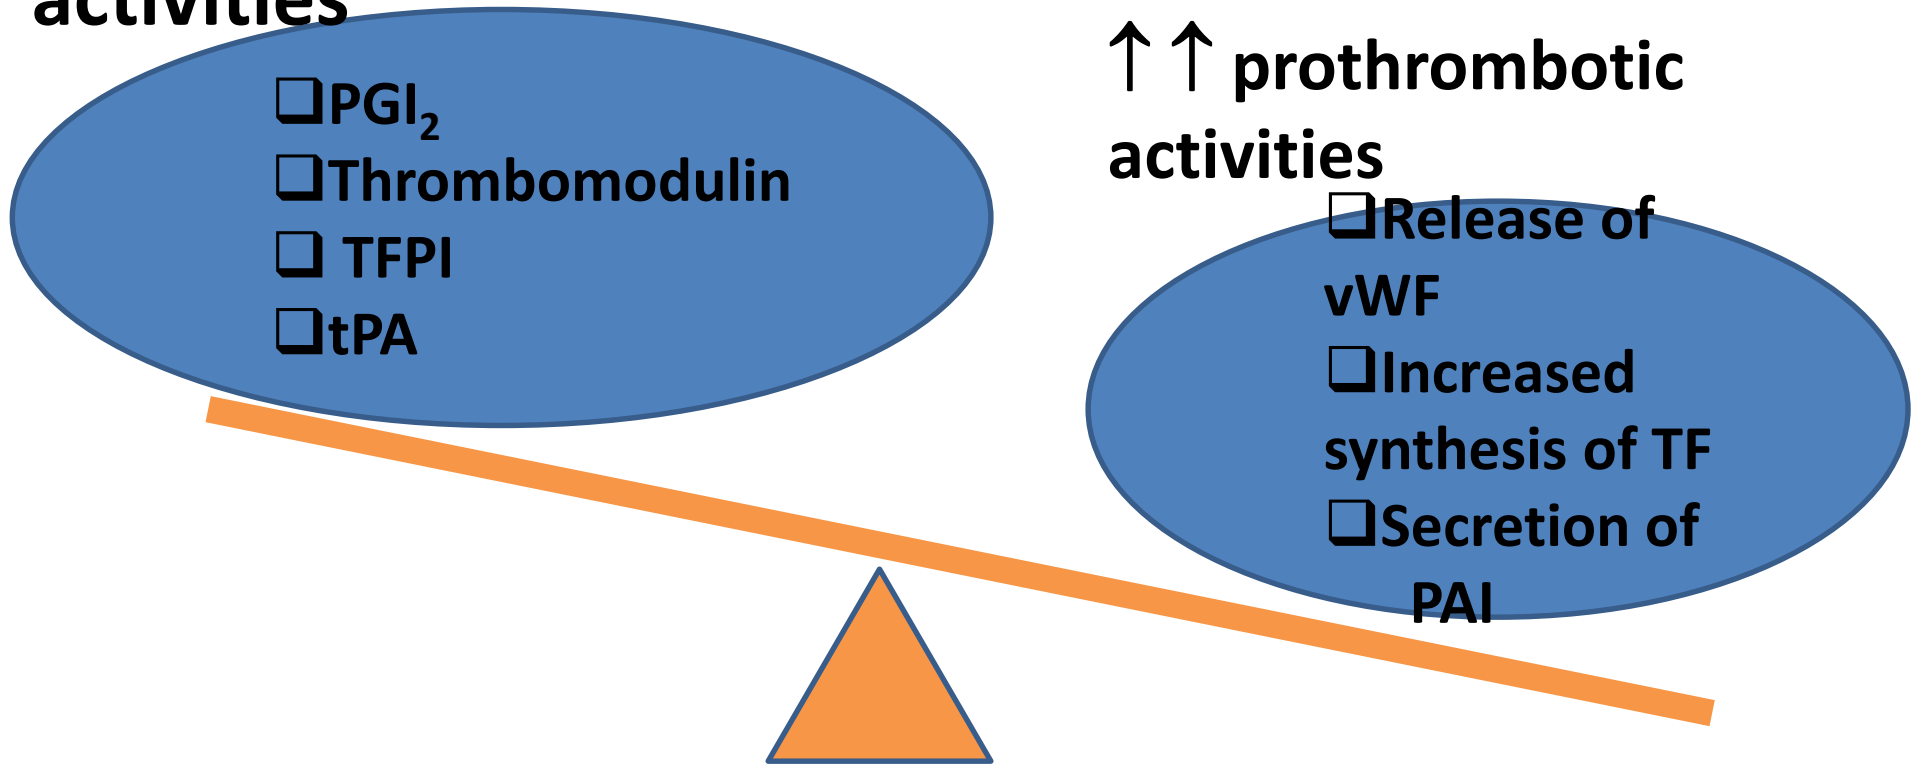 activities
❑PGI₂
❑Thrombomodulin
❑ TFPI
❑tPA
↑↑ prothrombotic
activities
❑Release of
vWF
❑Increased
synthesis of TF
❑Secretion of
PAI